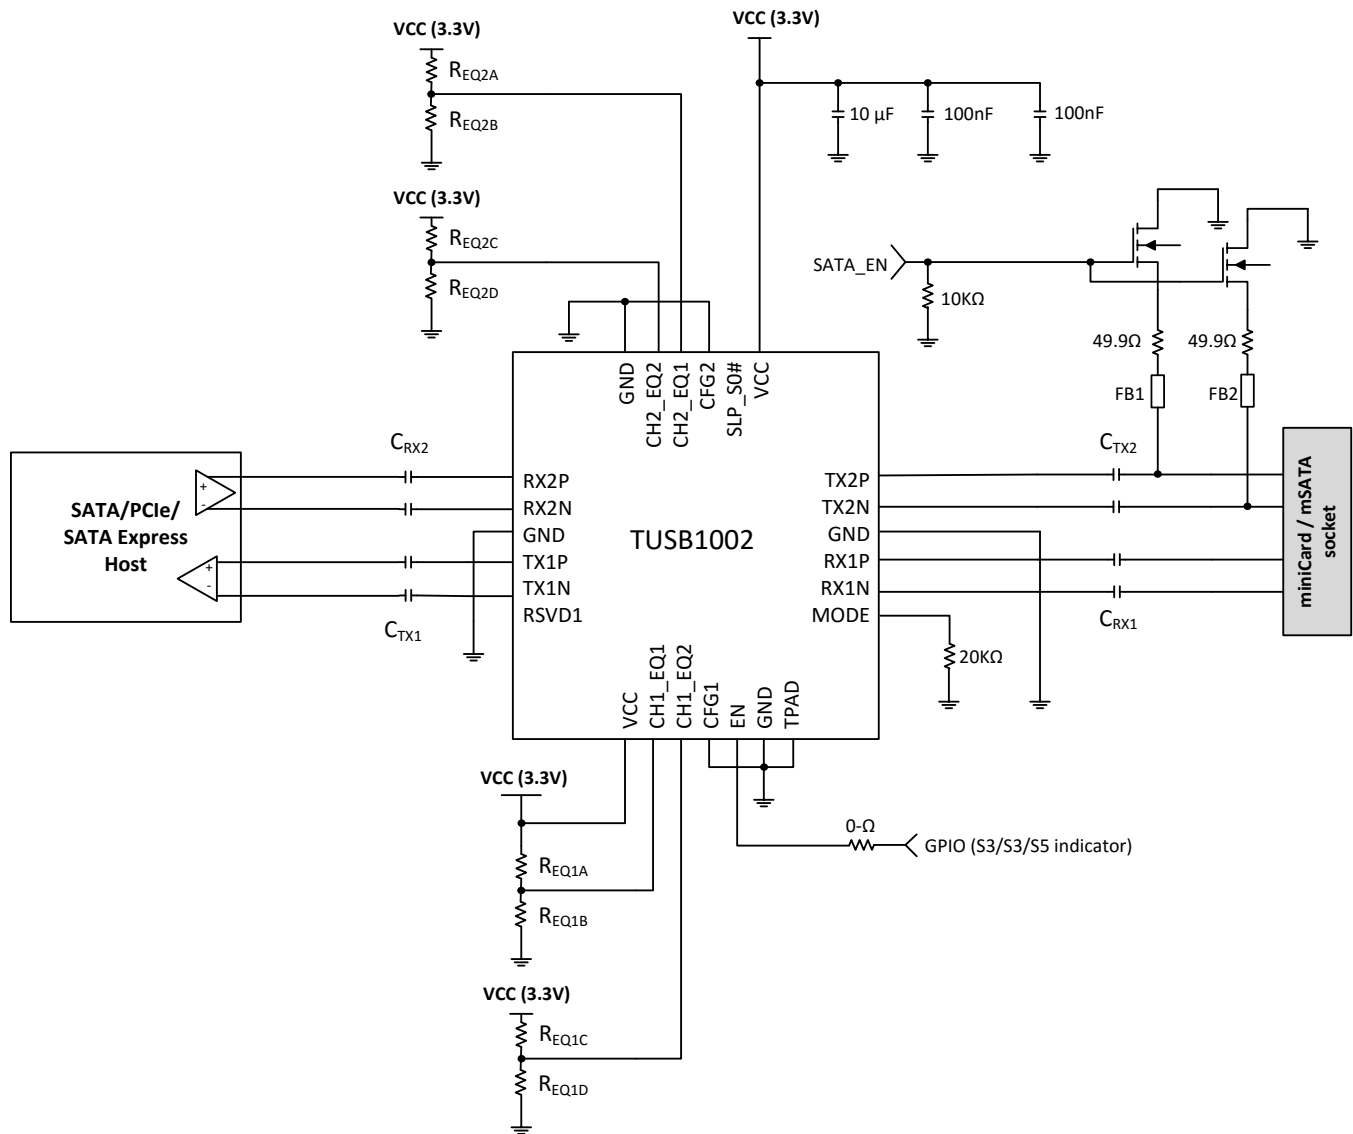 VCC (3.3V)
VCC (3.3V)
REQ2A
REQ2B
10 µF
100nF
100nF
VCC (3.3V)
REQ2C
REQ2D
SATA_EN
10KΩ
49.9Ω
49.9Ω
FB1
FB2
GND
CH2_EQ2
CH2_EQ1
CFG2
SLP_S0#
VCC
CRX2
CTX2
SATA/PCIe/
SATA Express
Host
+
-
+
-
RX2P
RX2N
GND
TX1P
TX1N
RSVD1
TUSB1002
TX2P
TX2N
GND
RX1P
RX1N
MODE
miniCard / mSATA
socket
CTX1
CRX1
20KΩ
VCC
CH1_EQ1
CH1_EQ2
CFG1
EN
GND
TPAD
VCC (3.3V)
0-Ω
GPIO (S3/S3/S5 indicator)
REQ1A
REQ1B
VCC (3.3V)
REQ1C
REQ1D